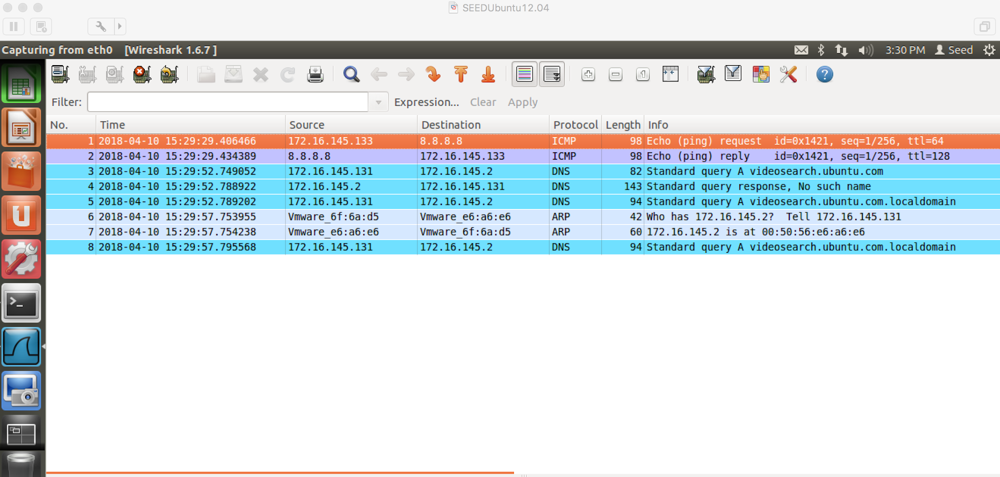 SEEDUbuntu12.04
Capturing from eth0 [Wireshark 1.6.7 ] 3:30 PM Seed
Filter: Expression... Clear Apply
No. Time Source Destination Protocol Length Info
1 2018-04-10 15:29:29.406466 172.16.145.133 8.8.8.8 ICMP 98 Echo (ping) request id=0x1421, seq=1/256, ttl=64
2 2018-04-10 15:29:29.434389 8.8.8.8 172.16.145.133 ICMP 98 Echo (ping) reply id=0x1421, seq=1/256, ttl=128
3 2018-04-10 15:29:52.749052 172.16.145.131 172.16.145.2 DNS 82 Standard query A videosearch.ubuntu.com
4 2018-04-10 15:29:52.788922 172.16.145.2 172.16.145.131 DNS 143 Standard query response, No such name
5 2018-04-10 15:29:52.789202 172.16.145.131 172.16.145.2 DNS 94 Standard query A videosearch.ubuntu.com.localdomain
6 2018-04-10 15:29:57.753955 Vmware_6f:6a:d5 Vmware_e6:a6:e6 ARP 42 Who has 172.16.145.2? Tell 172.16.145.131
7 2018-04-10 15:29:57.754238 Vmware_e6:a6:e6 Vmware_6f:6a:d5 ARP 60 172.16.145.2 is at 00:50:56:e6:a6:e6
8 2018-04-10 15:29:57.795568 172.16.145.131 172.16.145.2 DNS 94 Standard query A videosearch.ubuntu.com.localdomain